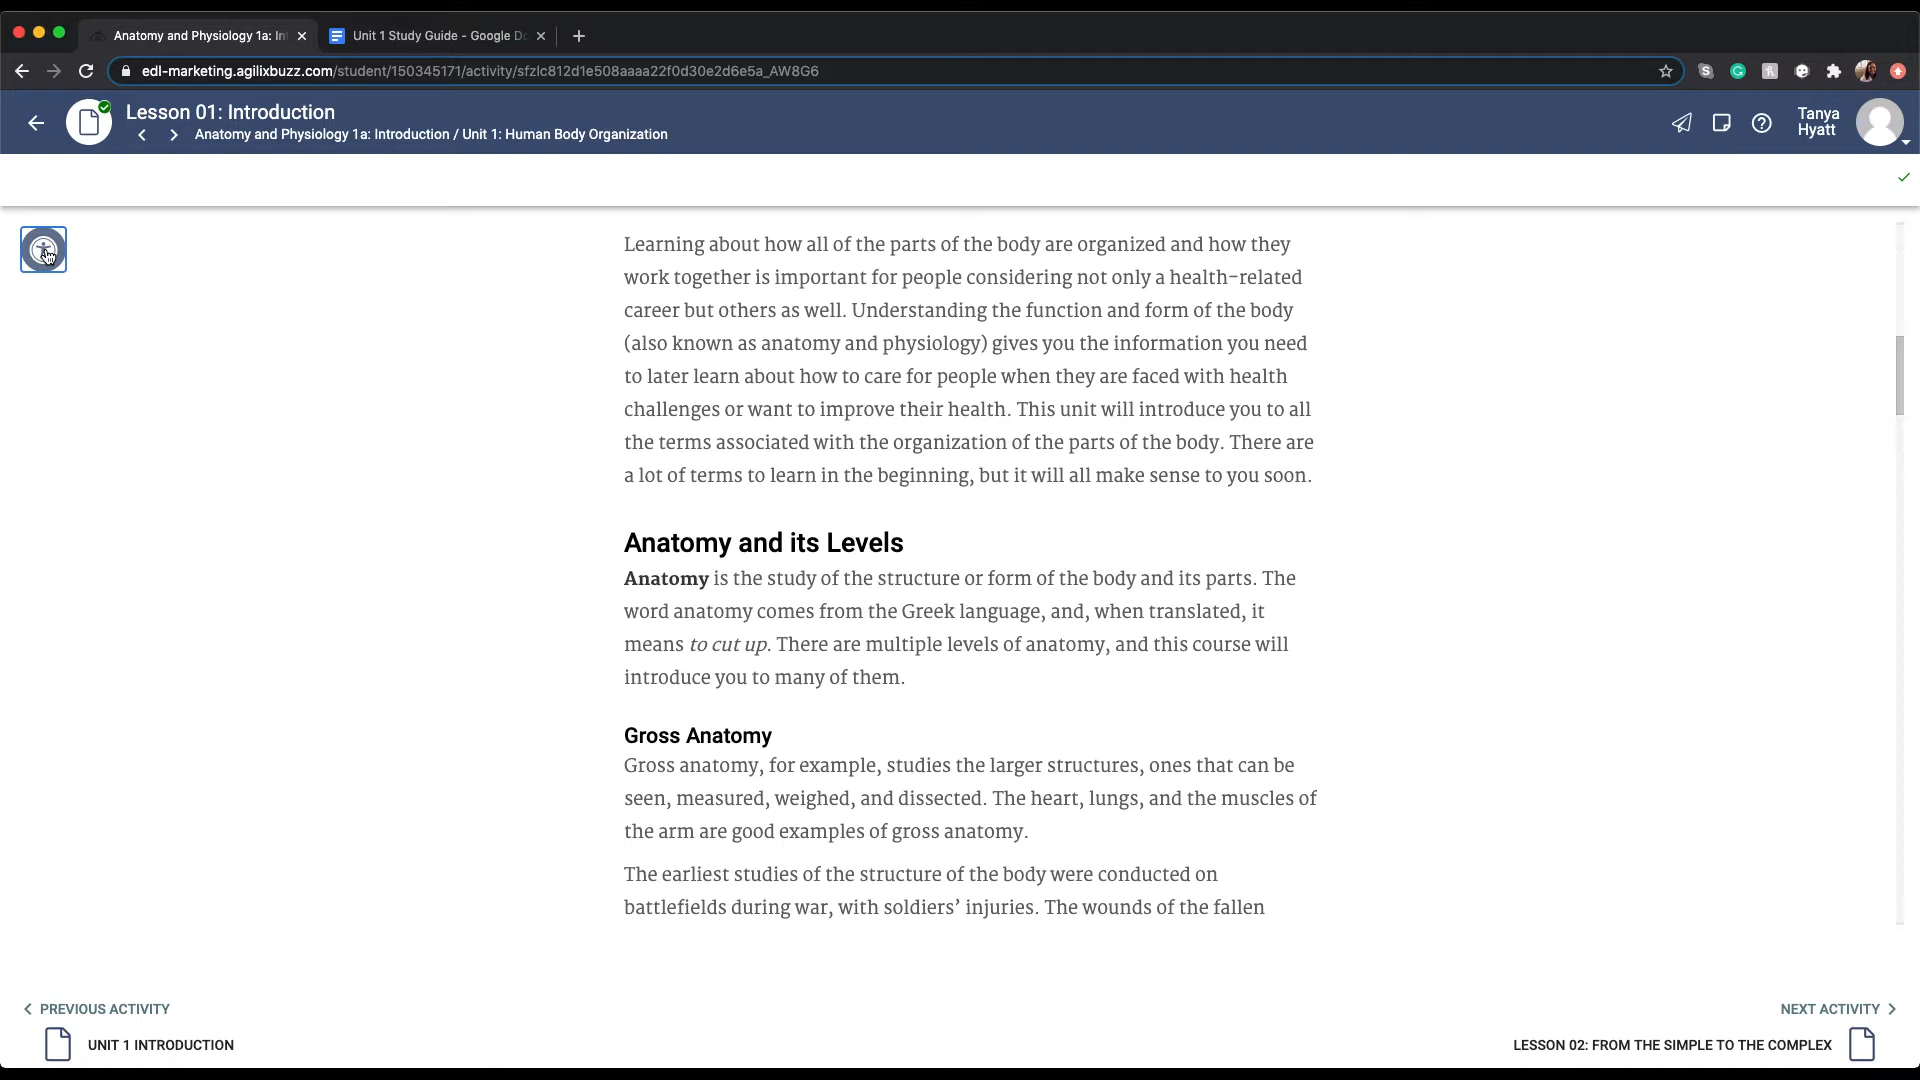 Anatomy and Physiology 1a: In
Unit 1 Study Guide - Google Do
edl-marketing.agilixbuzz.com/student/150345171/activity/sfzlc812d1e508aaaa22f0d30e2d6e5a_AW8G6
Lesson 01: Introduction
Anatomy and Physiology 1a: Introduction / Unit 1: Human Body Organization
Tanya
Hyatt
Learning about how all of the parts of the body are organized and how they
work together is important for people considering not only a health-related
career but others as well. Understanding the function and form of the body
(also known as anatomy and physiology) gives you the information you need
to later learn about how to care for people when they are faced with health
challenges or want to improve their health. This unit will introduce you to all
the terms associated with the organization of the parts of the body. There are
a lot of terms to learn in the beginning, but it will all make sense to you soon.
Anatomy and its Levels
Anatomy is the study of the structure or form of the body and its parts. The
word anatomy comes from the Greek language, and, when translated, it
means to cut up. There are multiple levels of anatomy, and this course will
introduce you to many of them.
Gross Anatomy
Gross anatomy, for example, studies the larger structures, ones that can be
seen, measured, weighed, and dissected. The heart, lungs, and the muscles of
the arm are good examples of gross anatomy.
The earliest studies of the structure of the body were conducted on
battlefields during war, with soldiers’ injuries. The wounds of the fallen
PREVIOUS ACTIVITY
UNIT 1 INTRODUCTION
NEXT ACTIVITY
LESSON 02: FROM THE SIMPLE TO THE COMPLEX